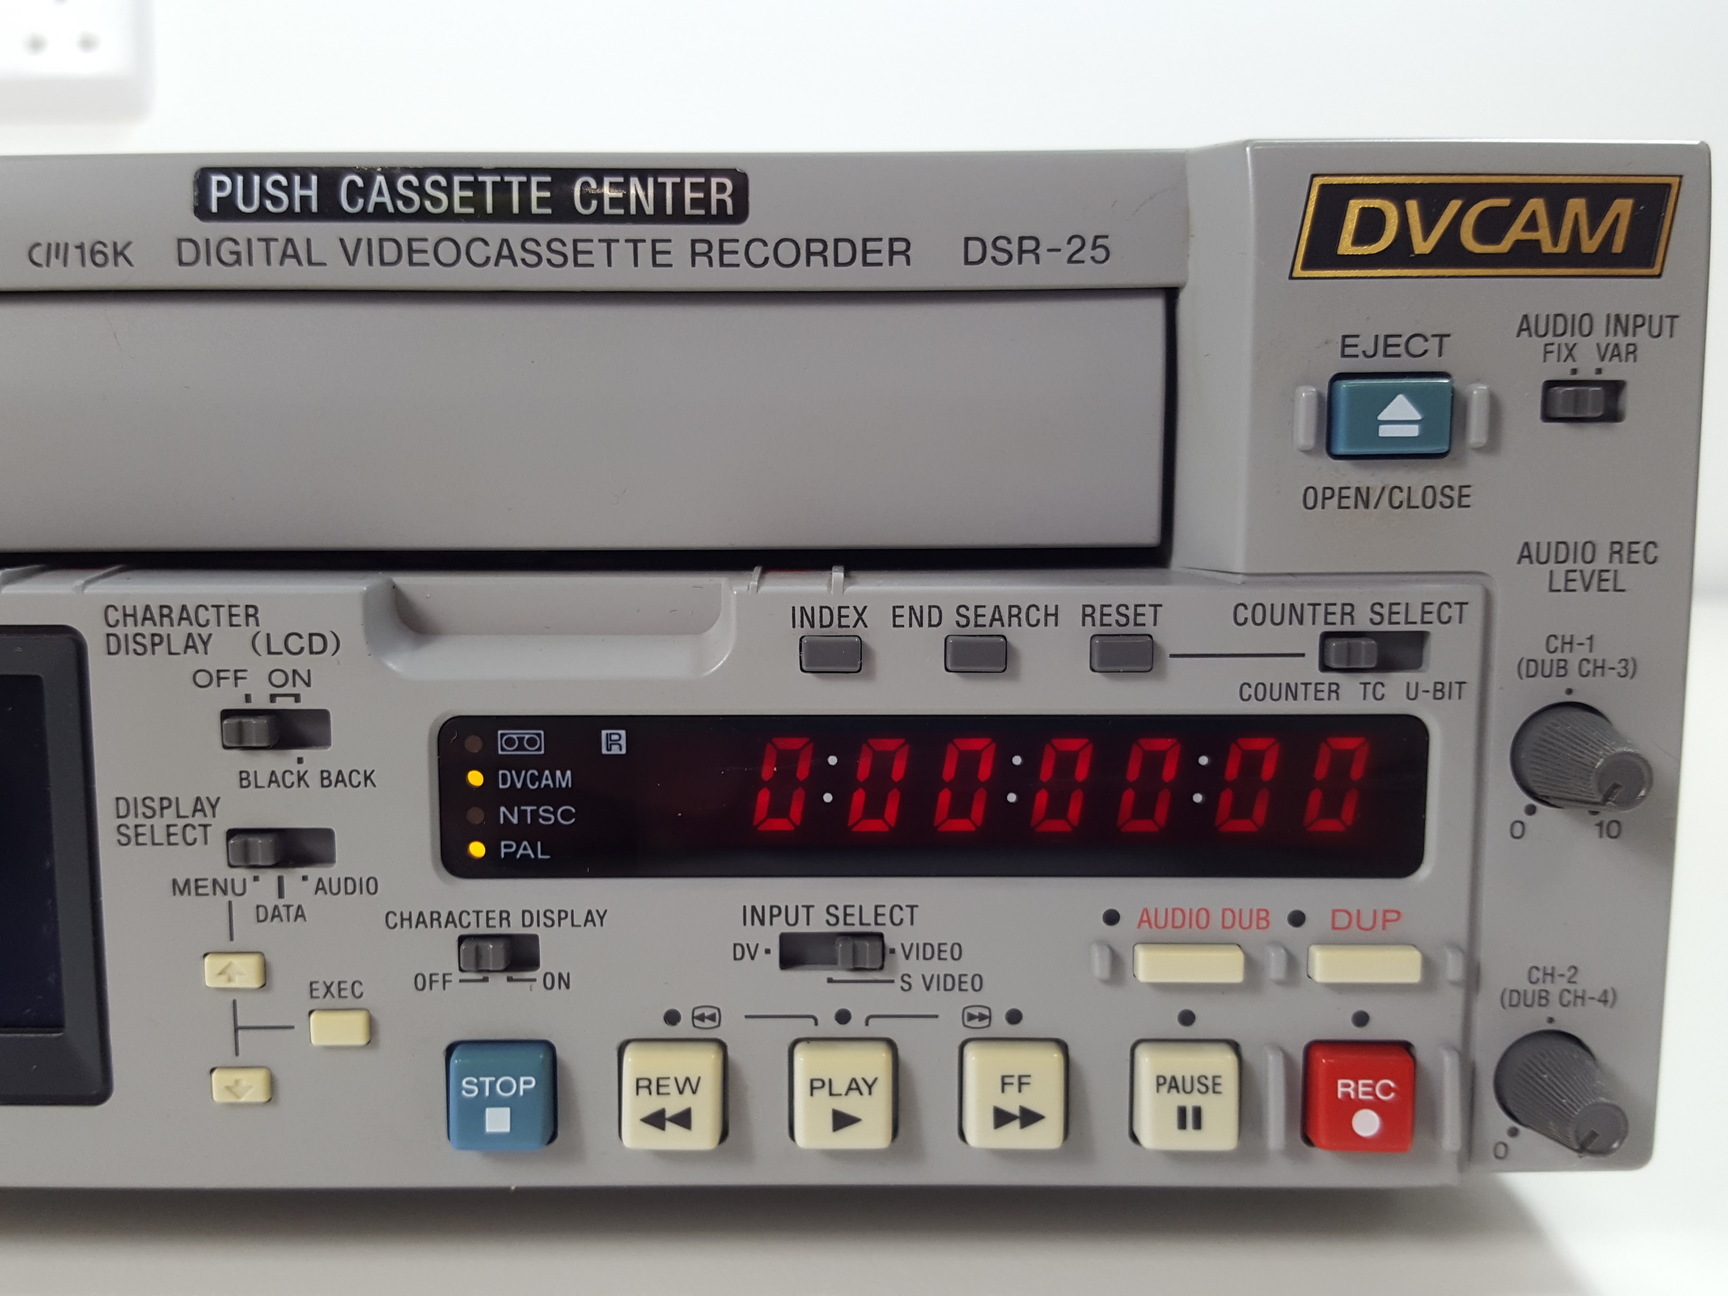 PUSH CASSETTE CENTER
16K DIGITAL VIDEOCASSETTE RECORDER DSR-25
DVCAM
EJECT
OPEN/CLOSE
AUDIO INPUT
FIX VAR
AUDIO REC
LEVEL
CH-1
(DUB CH-3)
0 10
CH-2
(DUB CH-4)
0
CHARACTER
DISPLAY (LCD)
OFF ON
BLACK BACK
DISPLAY
SELECT
MENU AUDIO
DATA
EXEC
INDEX END SEARCH RESET COUNTER SELECT
COUNTER TC U-BIT
DVCAM
NTSC
PAL
0:00:00:00
CHARACTER DISPLAY
OFF ON
INPUT SELECT
DV VIDEO
S VIDEO
AUDIO DUB DUP
STOP
REW
PLAY
FF
PAUSE
REC